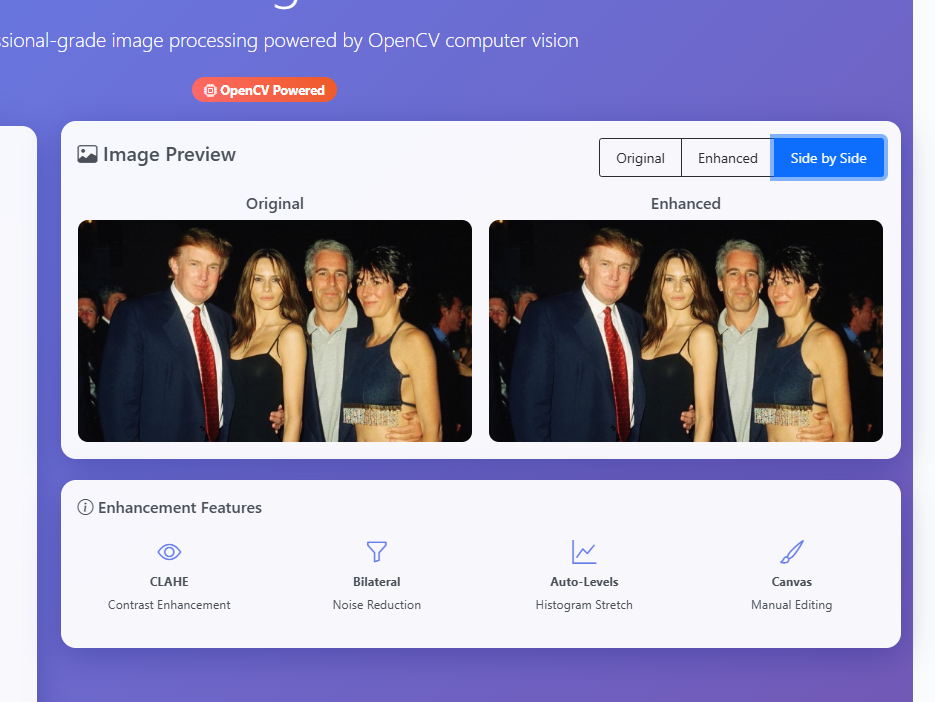 sional-grade image processing powered by OpenCV computer vision
OpenCV Powered
Image Preview
Original
Enhanced
Side by Side
Original
Enhanced
Enhancement Features
CLAHE
Contrast Enhancement
Bilateral
Noise Reduction
Auto-Levels
Histogram Stretch
Canvas
Manual Editing